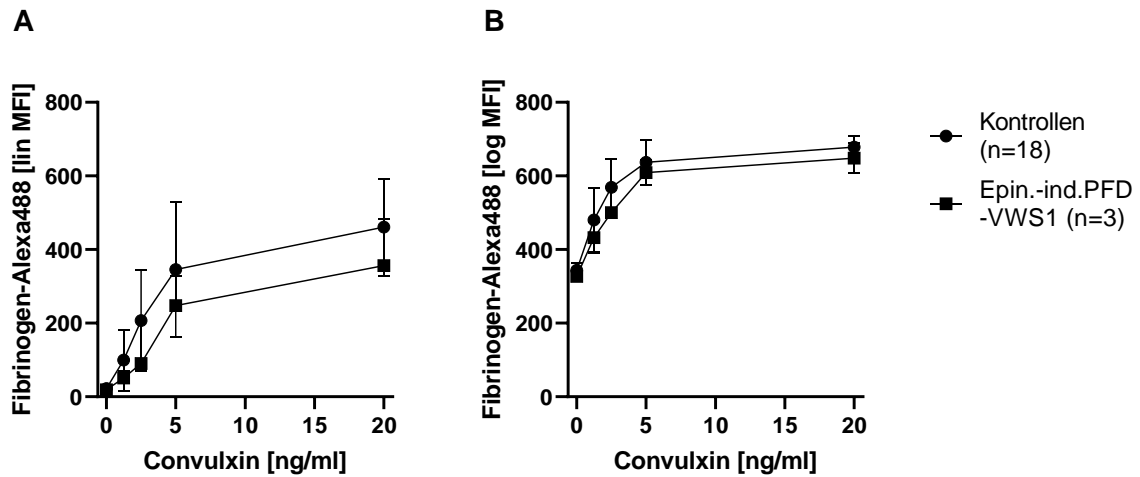 A
Fibrinogen-Alexa488 [lin MFI]
800
600
400
200
0
0 5 10 15 20
Convulxin [ng/ml]
B
Fibrinogen-Alexa488 [log MFI]
800
600
400
200
0
0 5 10 15 20
Convulxin [ng/ml]
Kontrollen
(n=18)
Epin.-ind.PFD
-VWS1 (n=3)